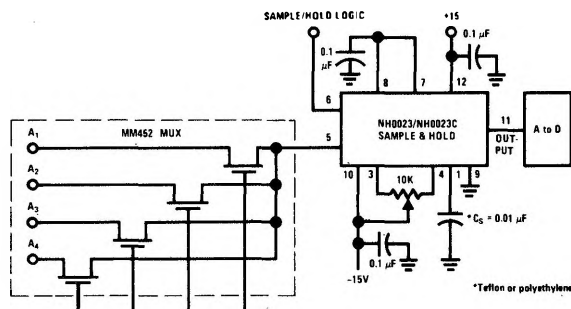 SAMPLE/HOLD LOGIC
+15
0.1
μF
0.1
μF
8
7
12
6
NH0023/NH0023C
SAMPLE & HOLD
11
OUT-
PUT
A to D
MM452 MUX
5
A1
A2
A3
A4
10
3
10K
4
1
9
*CS = 0.01 μF
0.1
μF
-15V
*Teflon or polyethylene